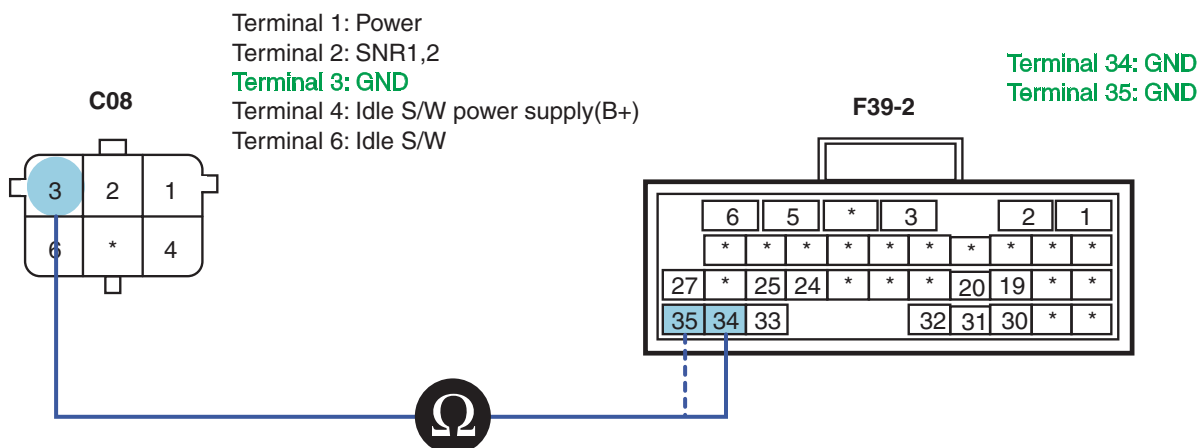 Terminal 1: Power
Terminal 2: SNR1,2
Terminal 3: GND
Terminal 4: Idle S/W power supply(B+)
Terminal 6: Idle S/W
C08
3 2 1
6 * 4
Terminal 34: GND
Terminal 35: GND
F39-2
6 5 * 3 2 1
* * * * * * * * * *
27 * 25 24 * * * 20 19 * *
35 34 33 32 31 30 * *
Ω